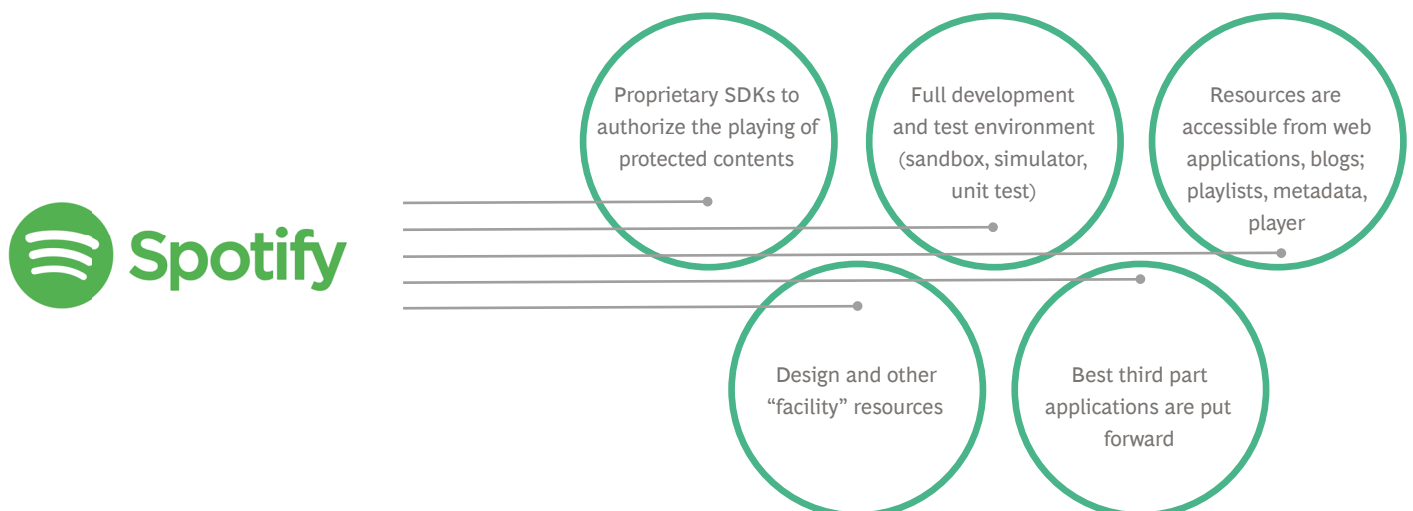 Spotify
Proprietary SDKs to
authorize the playing of
protected contents
Full development
and test environment
(sandbox, simulator,
unit test)
Resources are
accessible from web
applications, blogs;
playlists, metadata,
player
Design and other
“facility” resources
Best third part
applications are put
forward